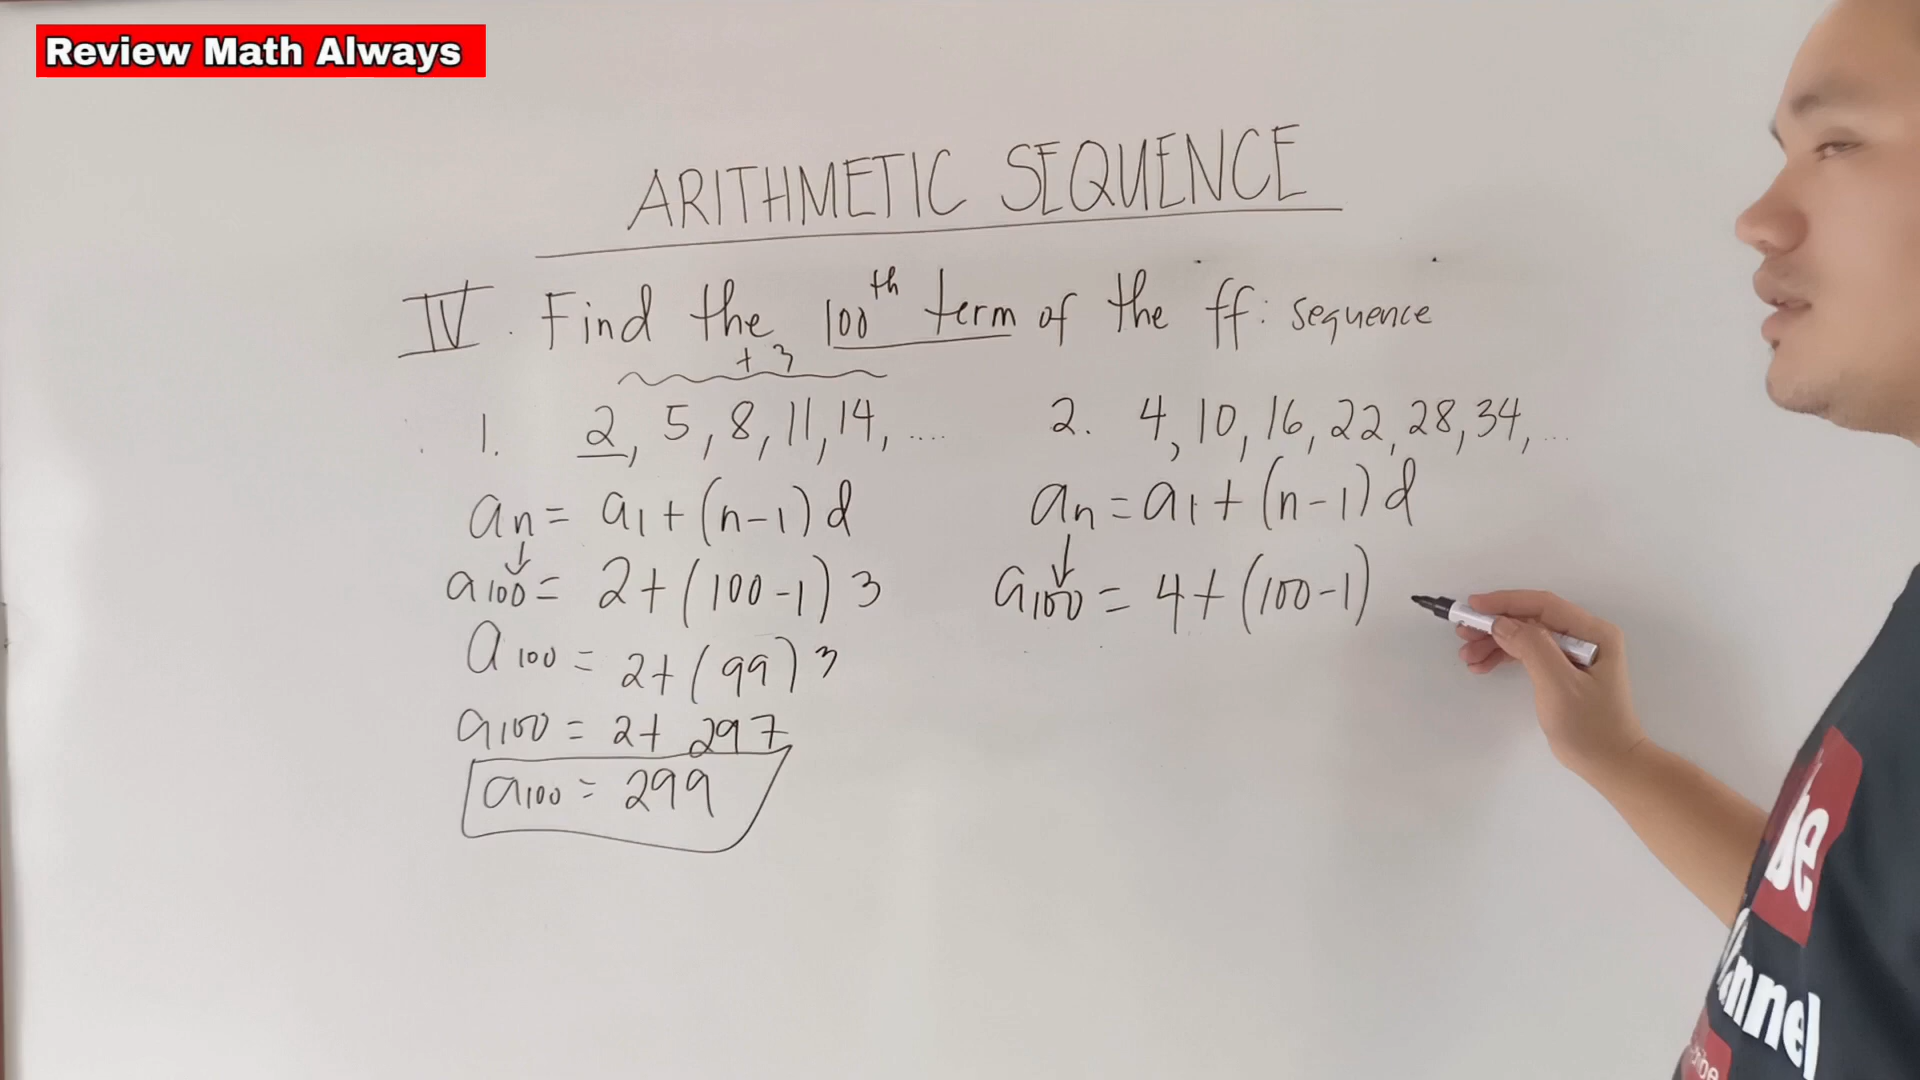 Review Math Always
ARITHMETIC SEQUENCE
IV. Find the 100th term of the ff: sequence
+3
1. 2, 5, 8, 11, 14, ....
an = a1 + (n-1) d
a100 = 2 + (100-1) 3
a100 = 2 + (99) 3
a100 = 2 + 297
a100 = 299
2. 4, 10, 16, 22, 28, 34, ...
an = a1 + (n-1) d
a100 = 4 + (100-1)
be